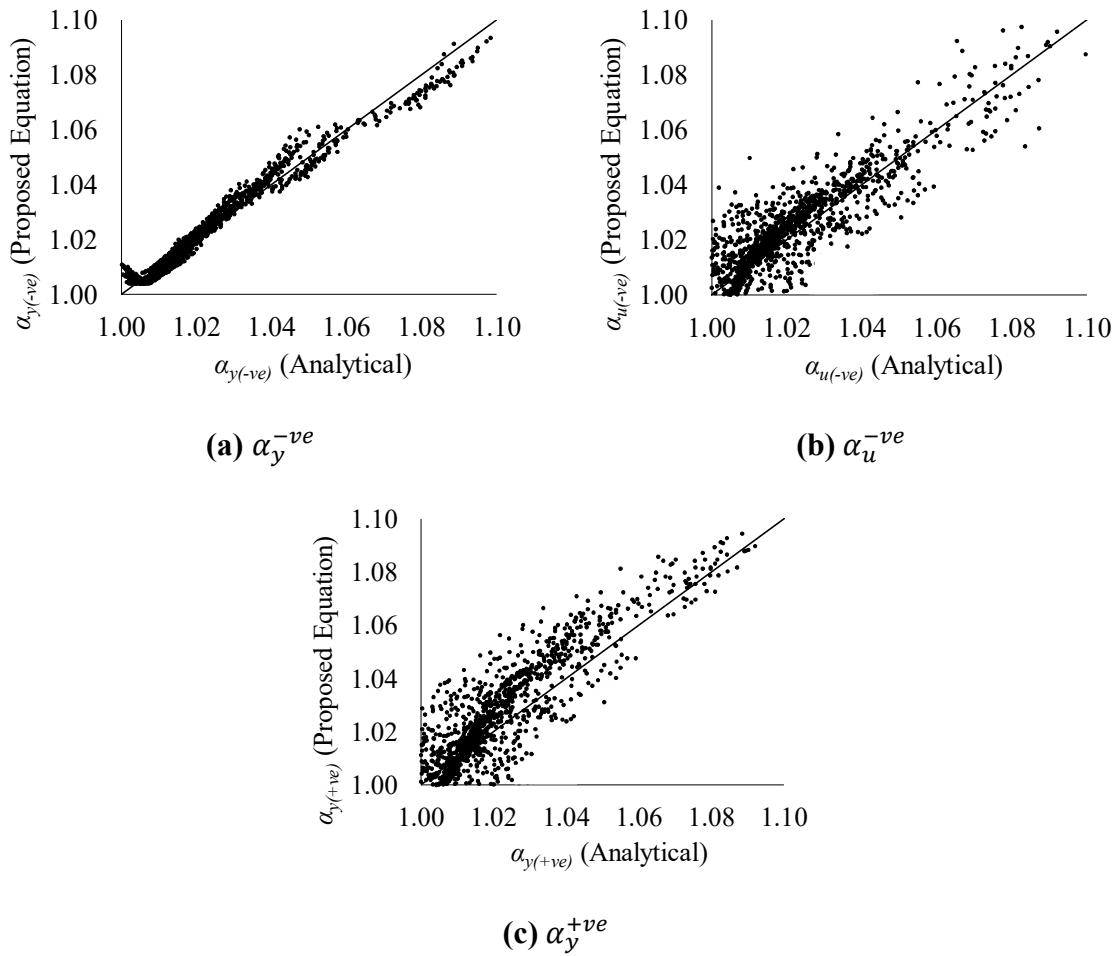 1.10
1.08
1.06
1.04
1.02
1.00
αy(-ve) (Proposed Equation)
1.00 1.02 1.04 1.06 1.08 1.10
αy(-ve) (Analytical)
(a) αy−ve
1.10
1.08
1.06
1.04
1.02
1.00
αu(-ve) (Proposed Equation)
1.00 1.02 1.04 1.06 1.08 1.10
αu(-ve) (Analytical)
(b) αu−ve
1.10
1.08
1.06
1.04
1.02
1.00
αy(+ve) (Proposed Equation)
1.00 1.02 1.04 1.06 1.08 1.10
αy(+ve) (Analytical)
(c) αy+ve